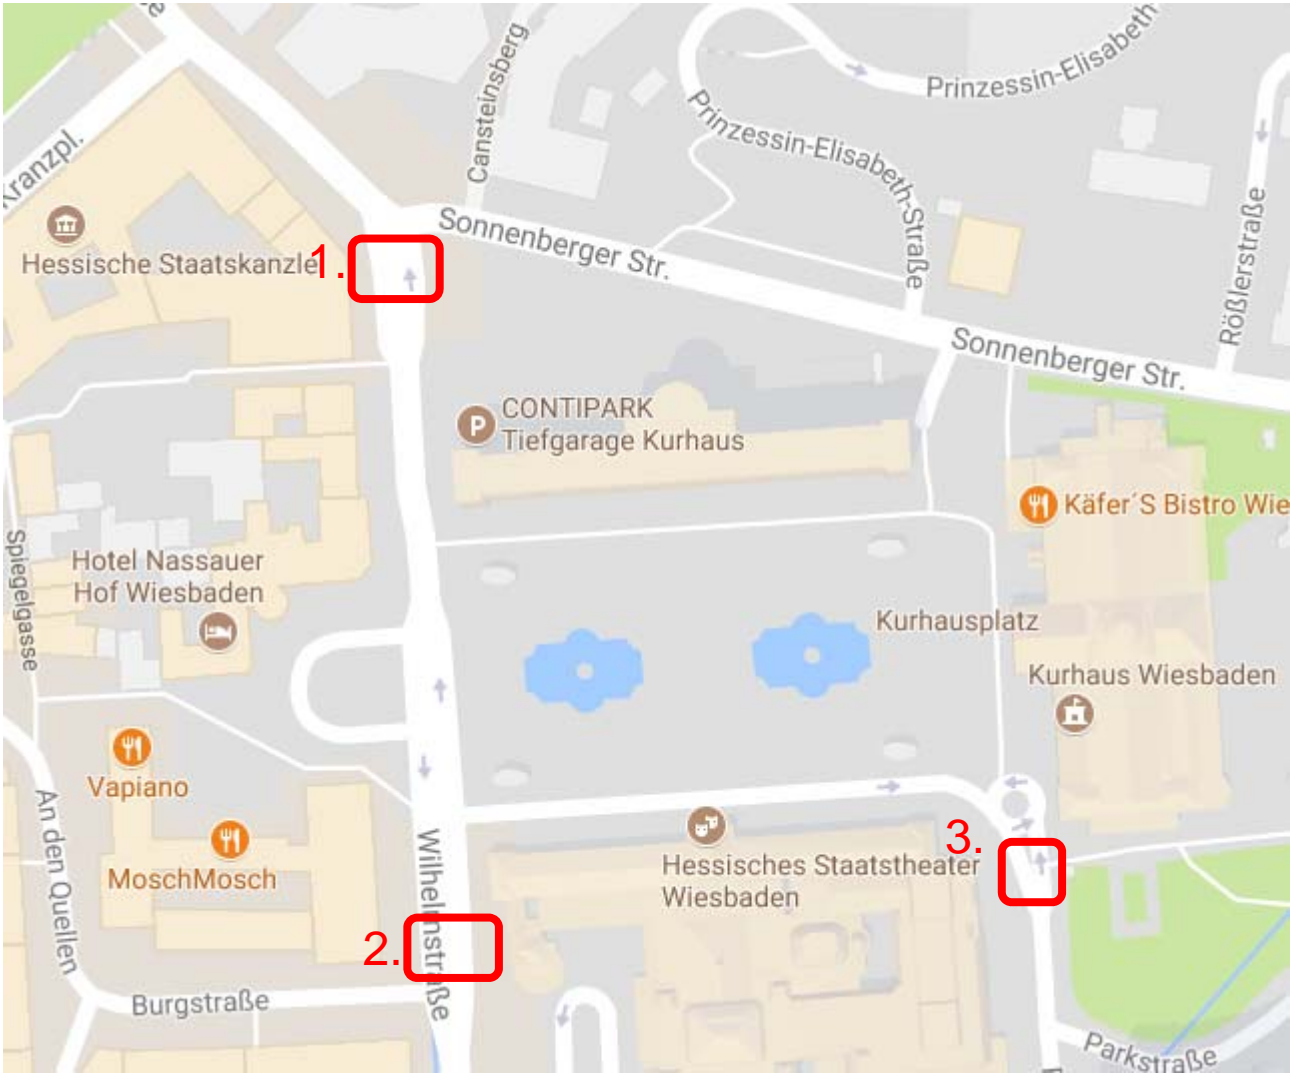 Prinzessin-Elisabeth
Cansteinsberg
Prinzessin-Elisabeth-Straße
Kranzpl.
Rößlerstraße
Sonnenberger Str.
Hessische Staatskanzle
1.
Sonnenberger Str.
CONTIPARK
Tiefgarage Kurhaus
P
Käfer´S Bistro Wie
Spiegelgasse
Hotel Nassauer
Hof Wiesbaden
Kurhausplatz
Kurhaus Wiesbaden
Vapiano
An den Quellen
MoschMosch
Wilhelmstraße
Hessisches Staatstheater
Wiesbaden
3.
2.
Burgstraße
Parkstraße